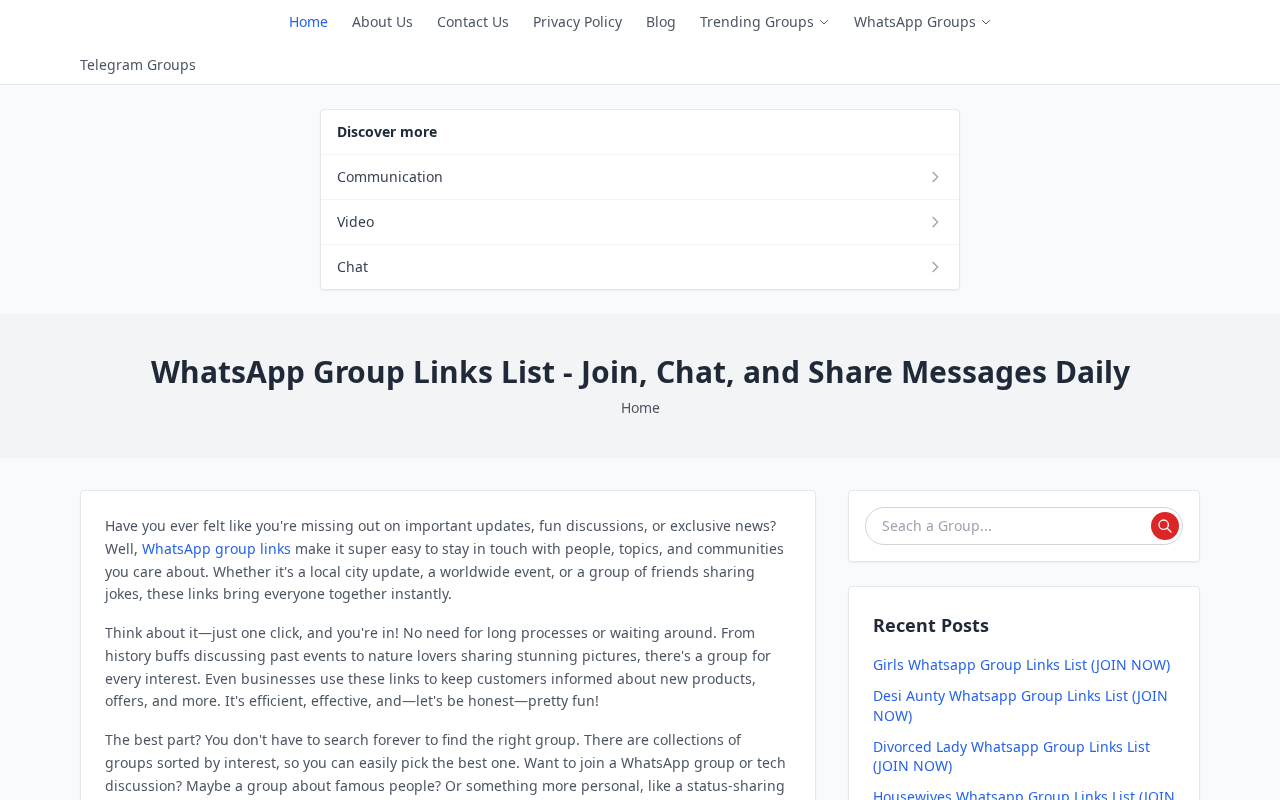 Home
About Us
Contact Us
Privacy Policy
Blog
Trending Groups
WhatsApp Groups
Telegram Groups
Discover more
Communication
Video
Chat
WhatsApp Group Links List - Join, Chat, and Share Messages Daily
Home
Have you ever felt like you're missing out on important updates, fun discussions, or exclusive news?
Well, WhatsApp group links make it super easy to stay in touch with people, topics, and communities
you care about. Whether it's a local city update, a worldwide event, or a group of friends sharing
jokes, these links bring everyone together instantly.
Think about it—just one click, and you're in! No need for long processes or waiting around. From
history buffs discussing past events to nature lovers sharing stunning pictures, there's a group for
every interest. Even businesses use these links to keep customers informed about new products,
offers, and more. It's efficient, effective, and—let's be honest—pretty fun!
The best part? You don't have to search forever to find the right group. There are collections of
groups sorted by interest, so you can easily pick the best one. Want to join a WhatsApp group or tech
discussion? Maybe a group about famous people? Or something more personal, like a status-sharing
Seach a Group...
Recent Posts
Girls Whatsapp Group Links List (JOIN NOW)
Desi Aunty Whatsapp Group Links List (JOIN
NOW)
Divorced Lady Whatsapp Group Links List
(JOIN NOW)
Housewives Whatsapp Group Links List (JOIN